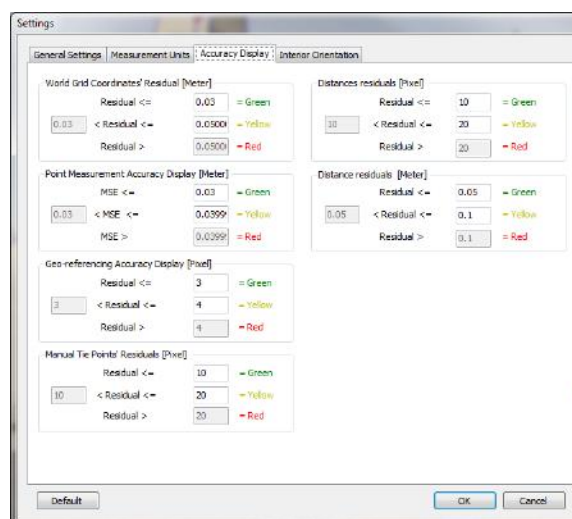 Settings
General Settings Measurement Units Accuracy Display Interior Orientation
World Grid Coordinates' Residual [Meter]
Residual <= 0.03 = Green
0.03 < Residual <= 0.0500 = Yellow
Residual > 0.0500 = Red
Point Measurement Accuracy Display [Meter]
MSE <= 0.03 = Green
0.03 < MSE <= 0.0399 = Yellow
MSE > 0.0399 = Red
Geo-referencing Accuracy Display [Pixel]
Residual <= 3 = Green
3 < Residual <= 4 = Yellow
Residual > 4 = Red
Manual Tie Points' Residuals [Pixel]
Residual <= 10 = Green
10 < Residual <= 20 = Yellow
Residual > 20 = Red
Distances residuals [Pixel]
Residual <= 10 = Green
10 < Residual <= 20 = Yellow
Residual > 20 = Red
Distance residuals [Meter]
Residual <= 0.05 = Green
0.05 < Residual <= 0.1 = Yellow
Residual > 0.1 = Red
Default OK Cancel